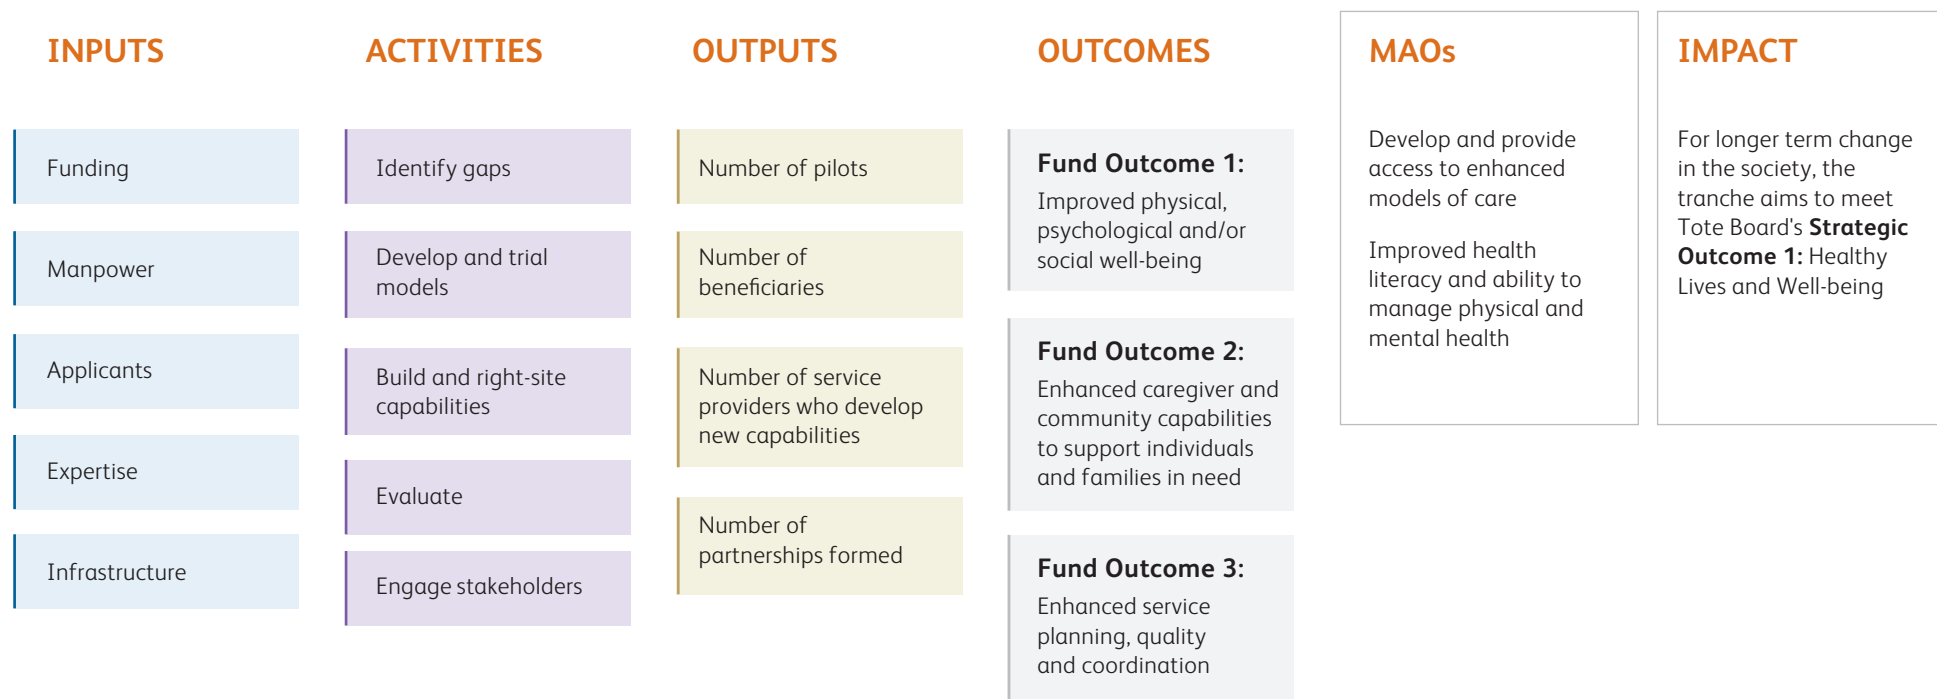 INPUTS
Funding
Manpower
Applicants
Expertise
Infrastructure
ACTIVITIES
Identify gaps
Develop and trial
models
Build and right-site
capabilities
Evaluate
Engage stakeholders
OUTPUTS
Number of pilots
Number of
beneficiaries
Number of service
providers who develop
new capabilities
Number of
partnerships formed
OUTCOMES
Fund Outcome 1:
Improved physical,
psychological and/or
social well-being
Fund Outcome 2:
Enhanced caregiver and
community capabilities
to support individuals
and families in need
Fund Outcome 3:
Enhanced service
planning, quality
and coordination
MAOs
Develop and provide
access to enhanced
models of care
Improved health
literacy and ability to
manage physical and
mental health
IMPACT
For longer term change
in the society, the
tranche aims to meet
Tote Board's Strategic
Outcome 1: Healthy
Lives and Well-being